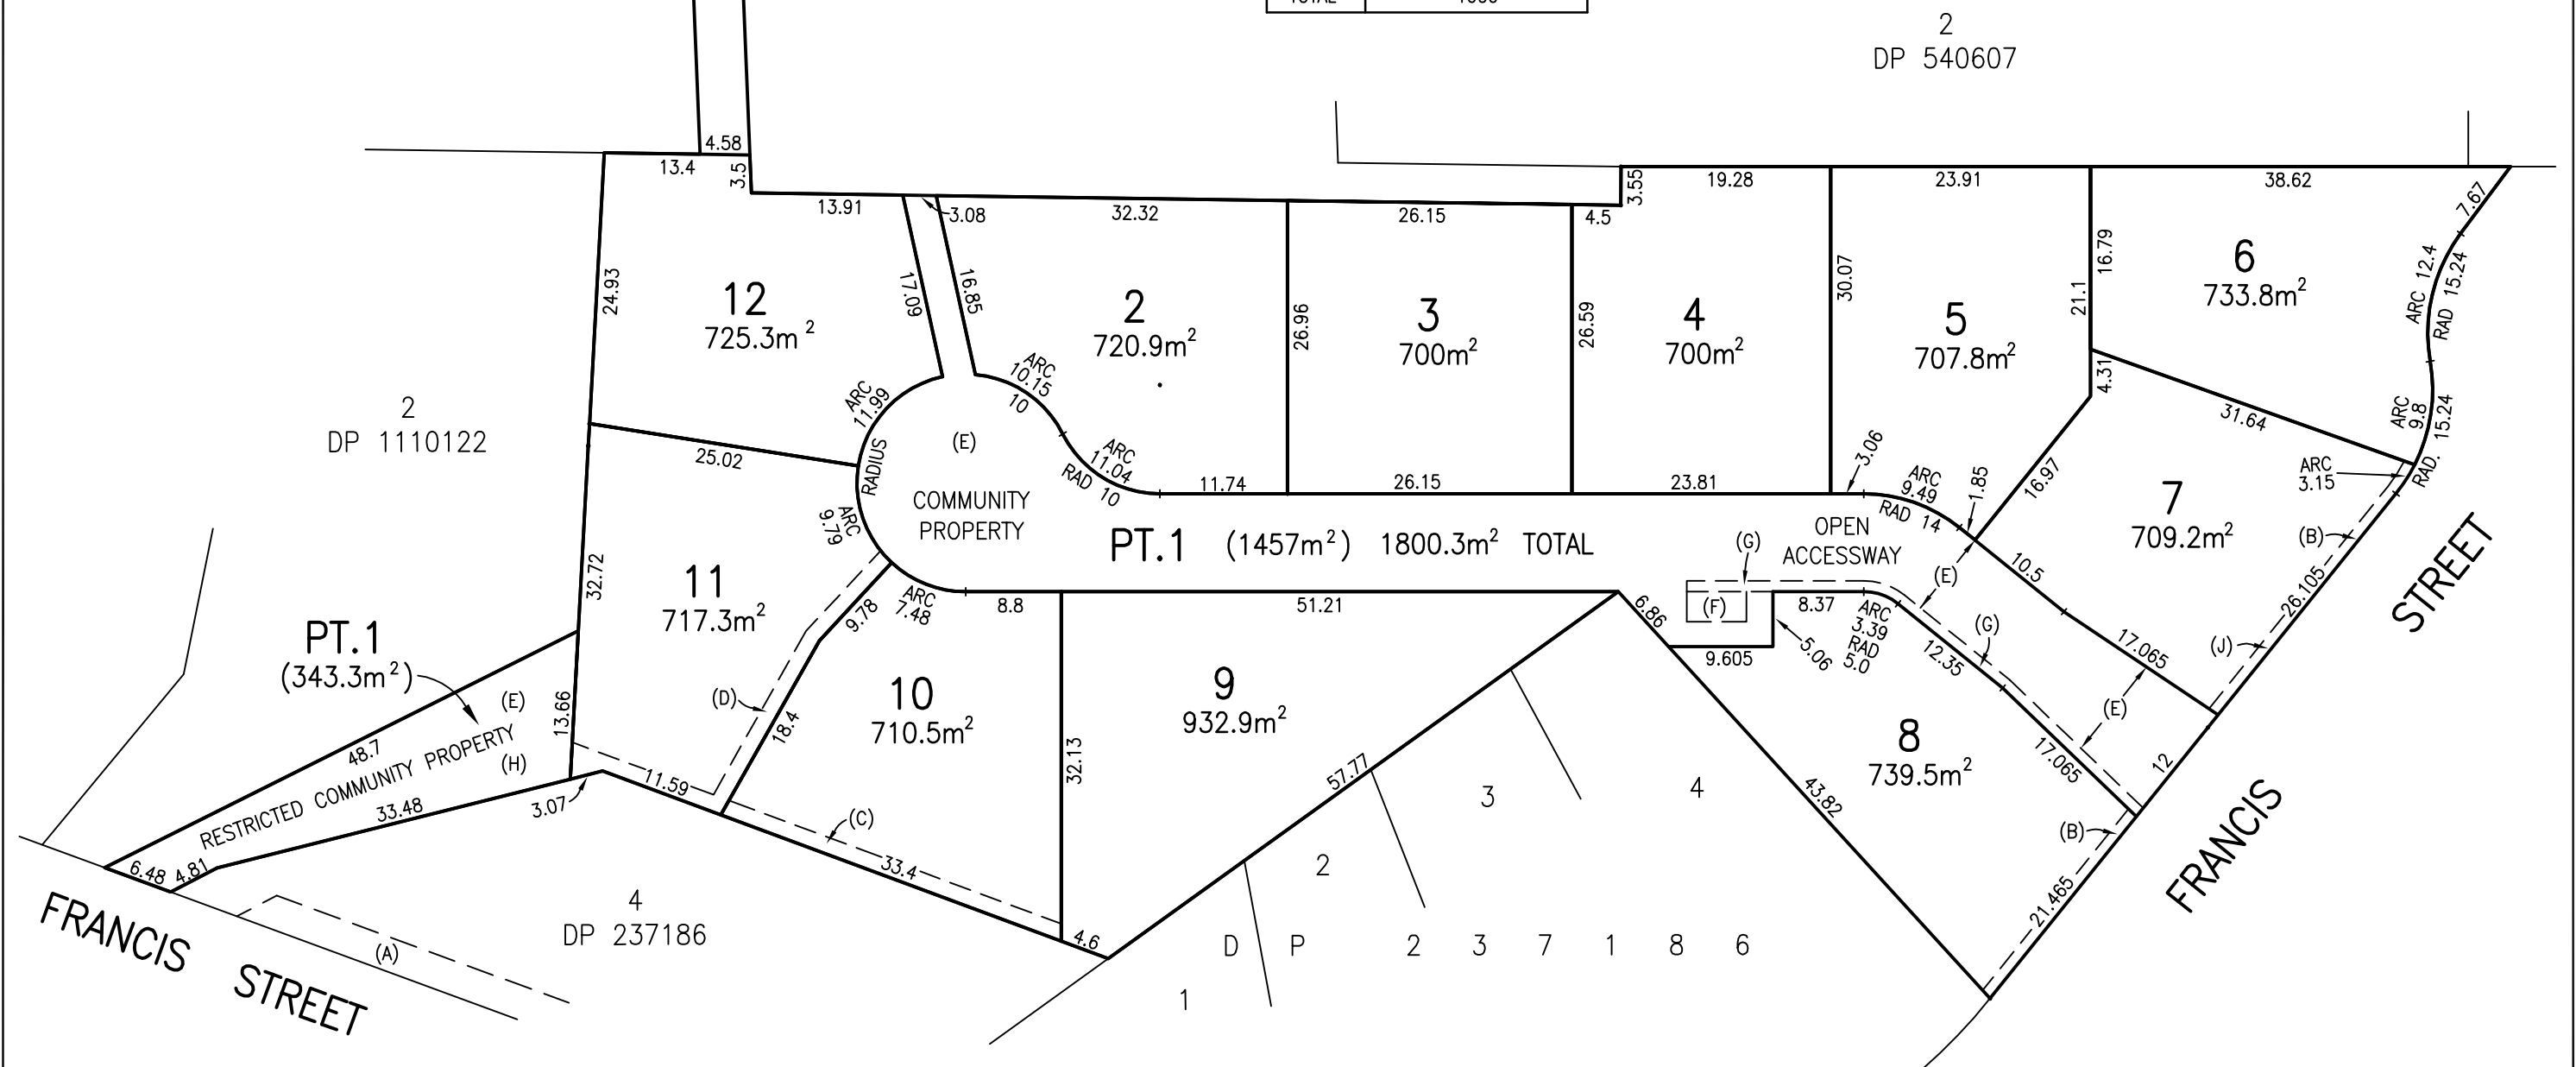 2
DP 540607
4.58
13.4
3.5
13.91
3.08
32.32
26.15
4.5
3.55
19.28
23.91
38.62
7.67
24.93
12
725.3m²
17.09
16.85
2
720.9m²
26.96
3
700m²
26.59
4
700m²
30.07
5
707.8m²
21.1
16.79
6
733.8m²
ARC 12.4
RAD 15.24
ARC
11.99
ARC
10.15
10
4.31
31.64
ARC
9.8
RAD. 15.24
ARC
3.15
2
DP 1110122
25.02
RADIUS
(E)
COMMUNITY
PROPERTY
ARC
11.04
RAD 10
11.74
26.15
23.81
3.06
ARC
9.49
RAD 14
1.85
16.97
7
709.2m²
(B)
ARC
9.79
PT.1 (1457m²) 1800.3m² TOTAL
OPEN
ACCESSWAY
(G)
(E)
10.5
26.105
STREET
32.72
11
717.3m²
9.78
ARC
7.48
8.8
51.21
6.86
(F)
8.37
5.06
9.605
ARC
3.39
RAD
5.0
12.35
(G)
17.065
(J)
PT.1
(343.3m²)
(E)
13.66
(D)
18.4
10
710.5m²
9
932.9m²
32.13
8
739.5m²
17.065
(E)
12
48.7
RESTRICTED COMMUNITY PROPERTY
(H)
33.48
3.07
11.59
(C)
33.4
57.77
3
4
43.82
(B)
21.465
FRANCIS
6.48
4.81
4
DP 237186
2
4.6
D P 2 3 7 1 8 6
1
(A)
FRANCIS STREET